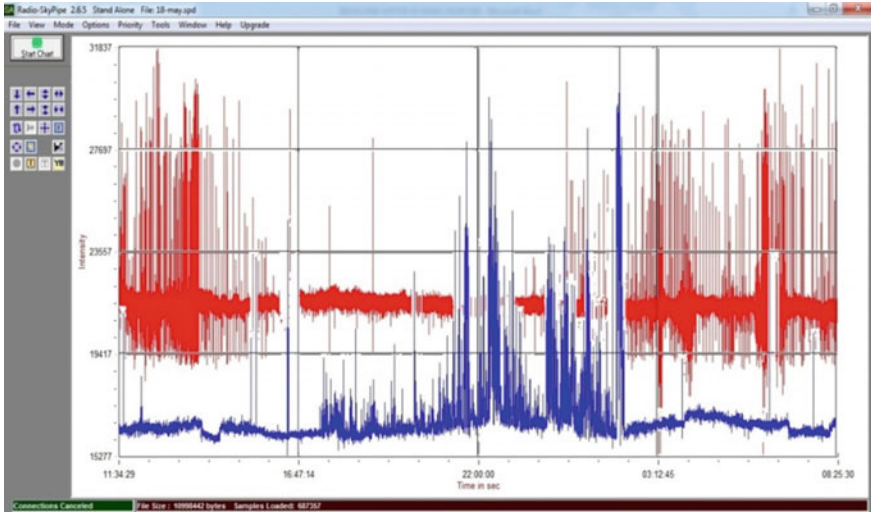 Radio-SkyPipe 2.6.5 Stand Alone File: 18-may.spd
File View Mode Options Priority Tools Window Help Upgrade
Start Chart
31837
27697
23557
19417
15277
Intensity
11:34:29 16:47:14 22:00:00 03:12:45 08:25:30
Time in sec
Connections Canceled File Size : 10998442 bytes Samples Loaded: 687357